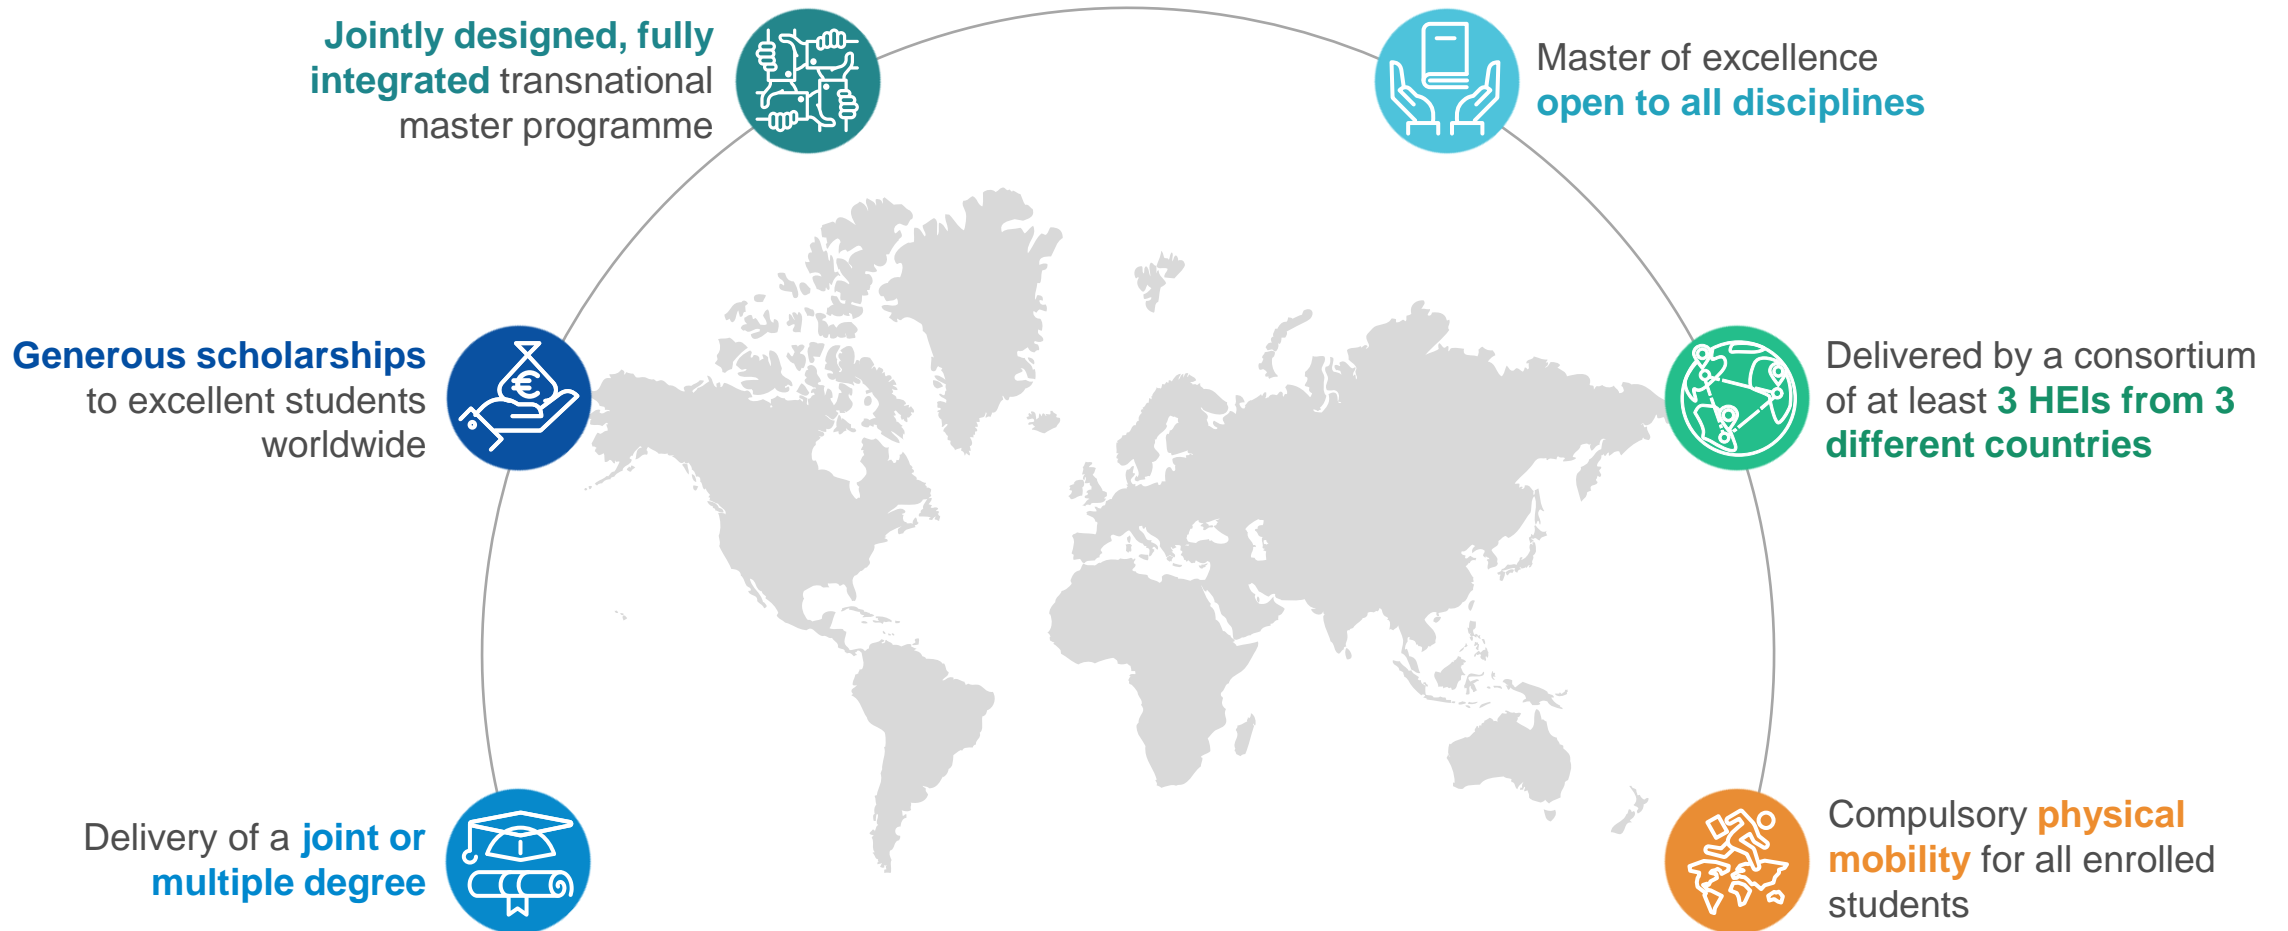 Jointly designed, fully
integrated transnational
master programme
Master of excellence
open to all disciplines
Generous scholarships
to excellent students
worldwide
€
Delivered by a consortium
of at least 3 HEIs from 3
different countries
Delivery of a joint or
multiple degree
Compulsory physical
mobility for all enrolled
students